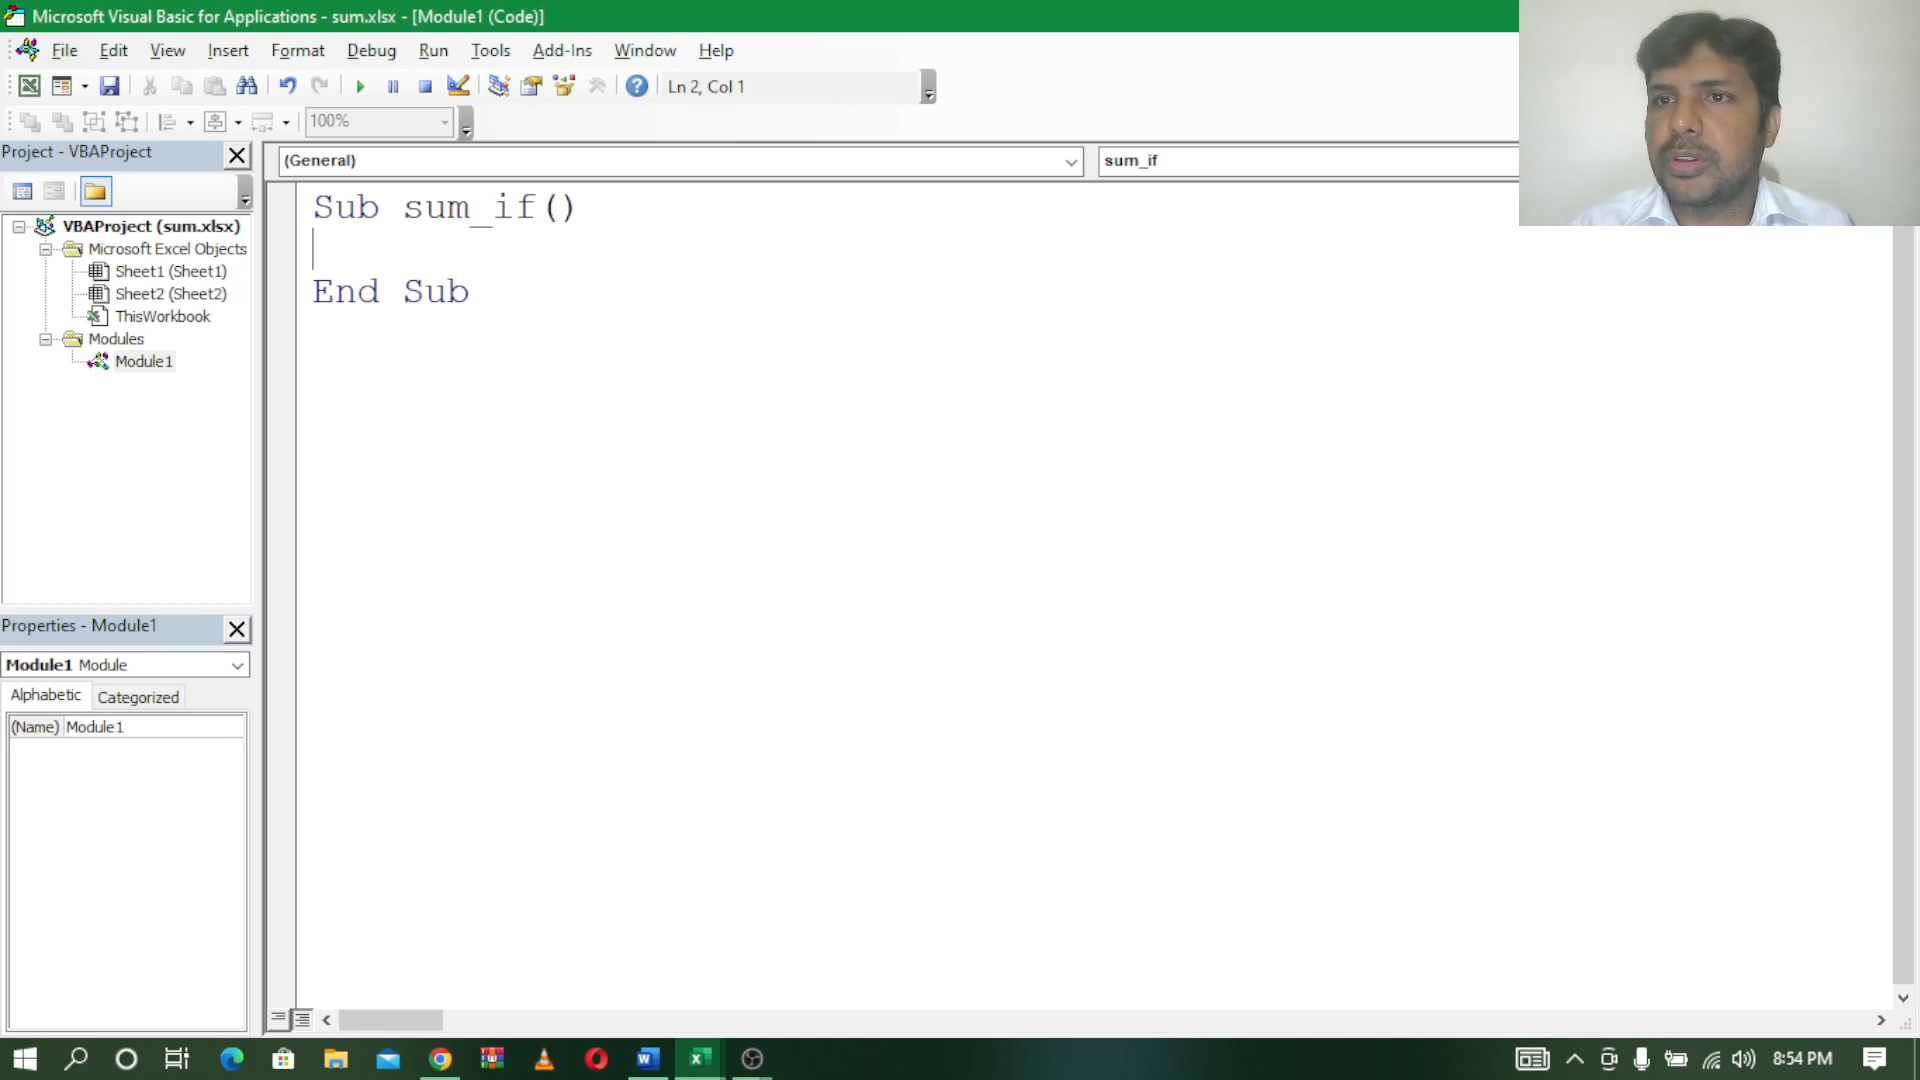 Microsoft Visual Basic for Applications - sum.xlsx - [Module1 (Code)]
File Edit View Insert Format Debug Run Tools Add-Ins Window Help
Ln 2, Col 1
100%
Project - VBAProject
(General)
sum_if
VBAProject (sum.xlsx)
Microsoft Excel Objects
Sheet1 (Sheet1)
Sheet2 (Sheet2)
ThisWorkbook
Modules
Module1
Sub sum_if()
End Sub
Properties - Module1
Module1 Module
Alphabetic Categorized
(Name) Module1
8:54 PM